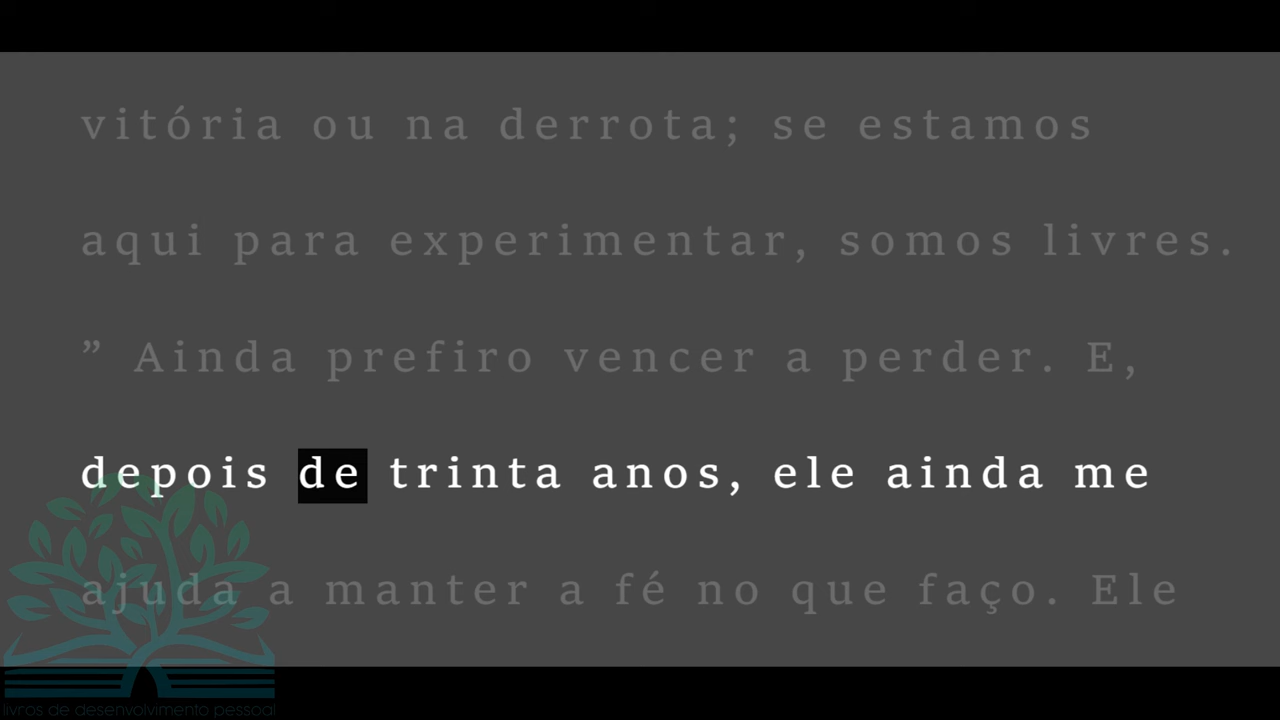 vitória ou na derrota; se estamos
aqui para experimentar, somos livres.
” Ainda prefiro vencer a perder. E,
depois de trinta anos, ele ainda me
ajuda a manter a fé no que faço. Ele
livros de desenvolvimento pessoal